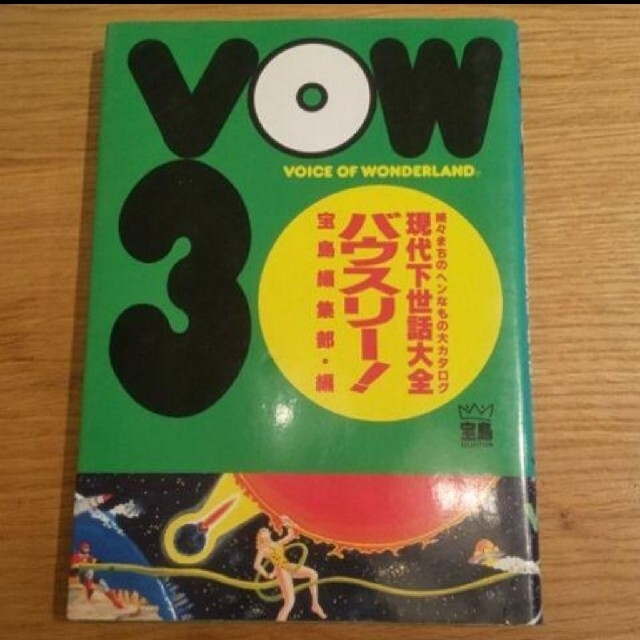 VOW
VOICE OF WONDERLAND
3
続々まちのヘンなもの大カタログ
現代下世話大全
バウスリー!
宝島編集部・編
宝島